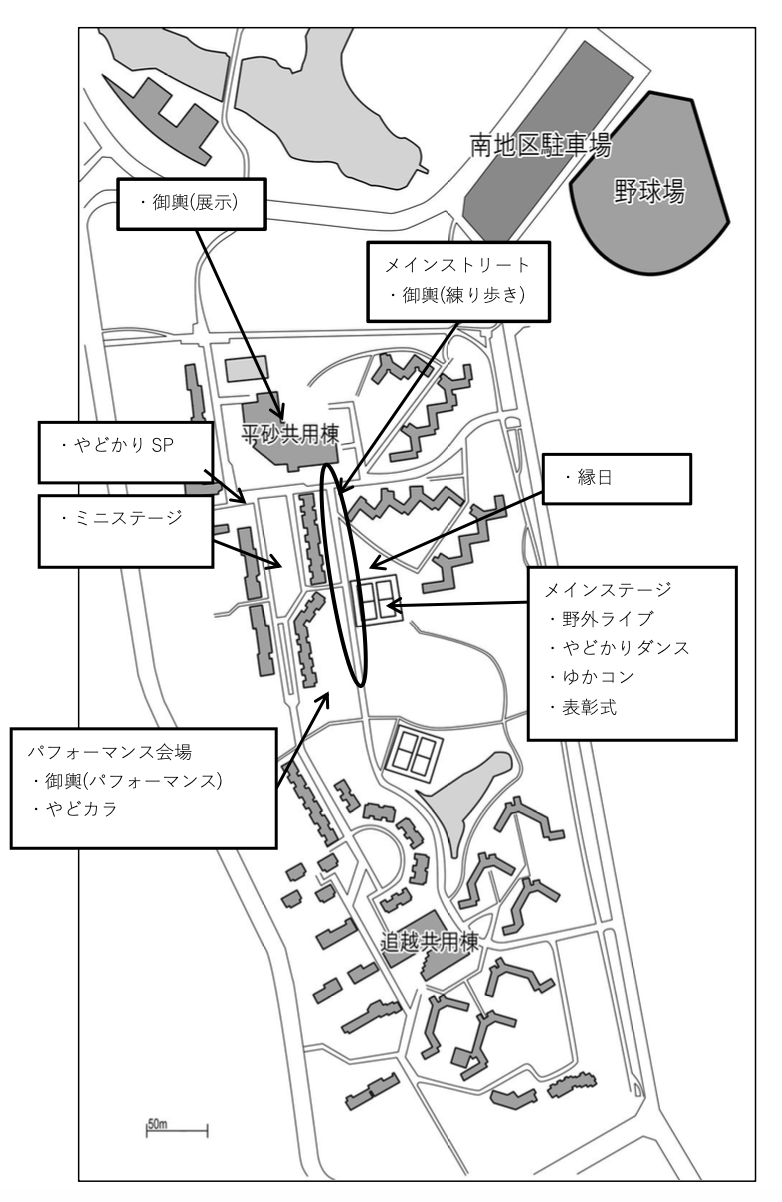 南地区駐車場
野球場
・御輿(展示)
メインストリート
・御輿(練り歩き)
平砂共用棟
・やどかり SP
・ミニステージ
・縁日
メインステージ
・野外ライブ
・やどかりダンス
・ゆかコン
・表彰式
パフォーマンス会場
・御輿(パフォーマンス)
・やどカラ
追越共用棟
50m